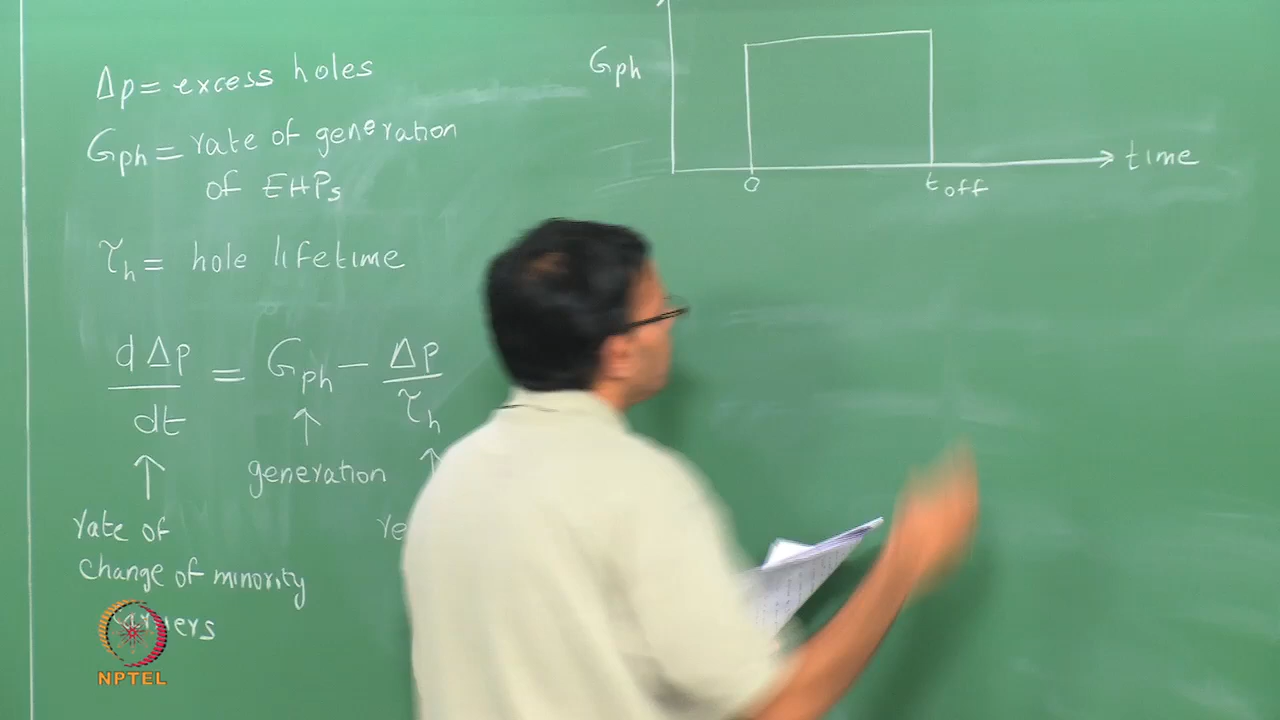 Δp = excess holes
Gph = rate of generation
of EHPs
τh = hole lifetime
dΔp/dt = Gph − Δp/τh
generation
rate of
change of minority
Gph
time
0
toff
NPTEL